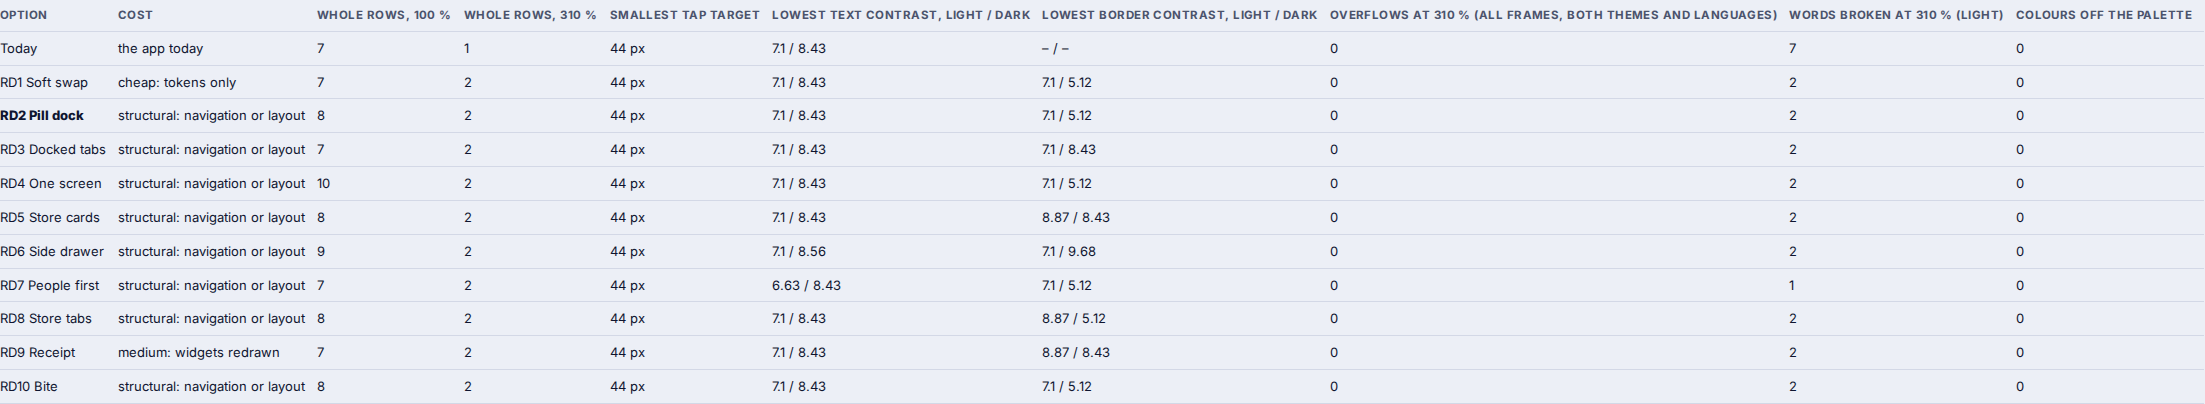 OPTION COST WHOLE ROWS, 100 % WHOLE ROWS, 310 % SMALLEST TAP TARGET LOWEST TEXT CONTRAST, LIGHT / DARK LOWEST BORDER CONTRAST, LIGHT / DARK OVERFLOWS AT 310 % (ALL FRAMES, BOTH THEMES AND LANGUAGES) WORDS BROKEN AT 310 % (LIGHT) COLOURS OFF THE PALETTE
Today the app today 7 1 44 px 7.1 / 8.43 – / – 0 7 0
RD1 Soft swap cheap: tokens only 7 2 44 px 7.1 / 8.43 7.1 / 5.12 0 2 0
RD2 Pill dock structural: navigation or layout 8 2 44 px 7.1 / 8.43 7.1 / 5.12 0 2 0
RD3 Docked tabs structural: navigation or layout 7 2 44 px 7.1 / 8.43 7.1 / 8.43 0 2 0
RD4 One screen structural: navigation or layout 10 2 44 px 7.1 / 8.43 7.1 / 5.12 0 2 0
RD5 Store cards structural: navigation or layout 8 2 44 px 7.1 / 8.43 8.87 / 8.43 0 2 0
RD6 Side drawer structural: navigation or layout 9 2 44 px 7.1 / 8.56 7.1 / 9.68 0 2 0
RD7 People first structural: navigation or layout 7 2 44 px 6.63 / 8.43 7.1 / 5.12 0 1 0
RD8 Store tabs structural: navigation or layout 8 2 44 px 7.1 / 8.43 8.87 / 5.12 0 2 0
RD9 Receipt medium: widgets redrawn 7 2 44 px 7.1 / 8.43 8.87 / 8.43 0 2 0
RD10 Bite structural: navigation or layout 8 2 44 px 7.1 / 8.43 7.1 / 5.12 0 2 0